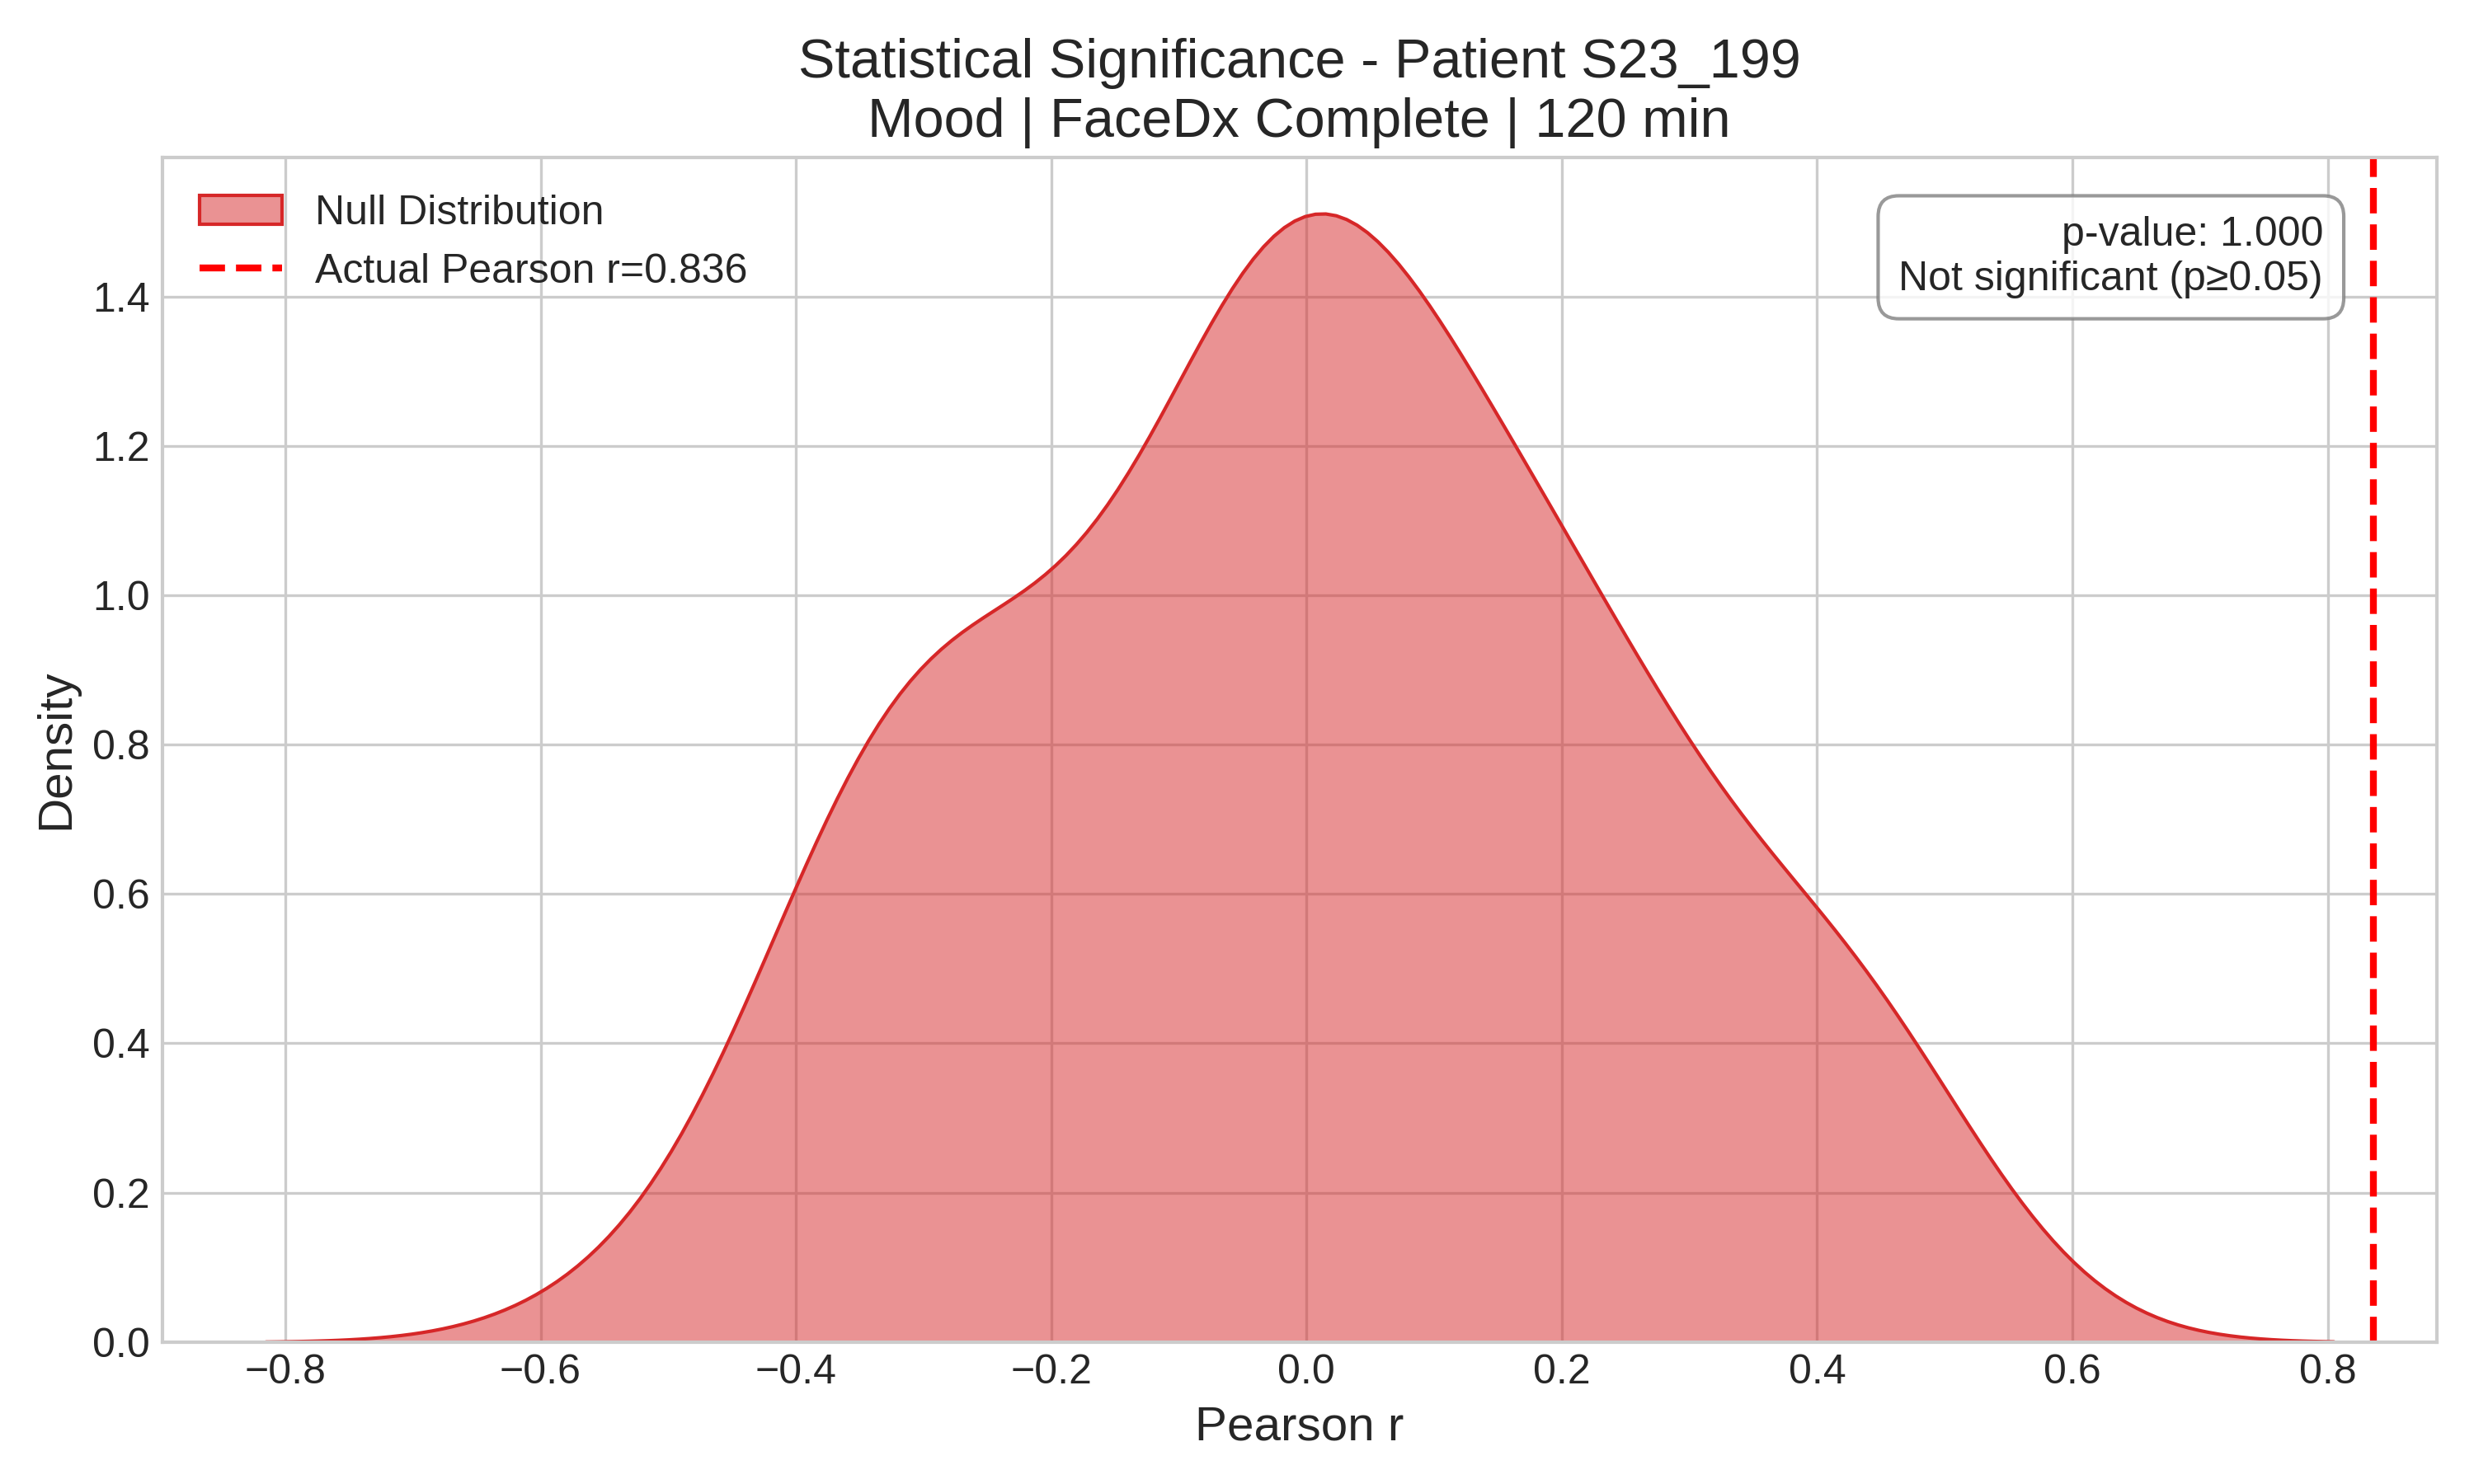 Statistical Significance - Patient S23_199
Mood | FaceDx Complete | 120 min
Null Distribution
Actual Pearson r=0.836
p-value: 1.000
Not significant (p≥0.05)
Density
1.4
1.2
1.0
0.8
0.6
0.4
0.2
0.0
−0.8 −0.6 −0.4 −0.2 0.0 0.2 0.4 0.6 0.8
Pearson r